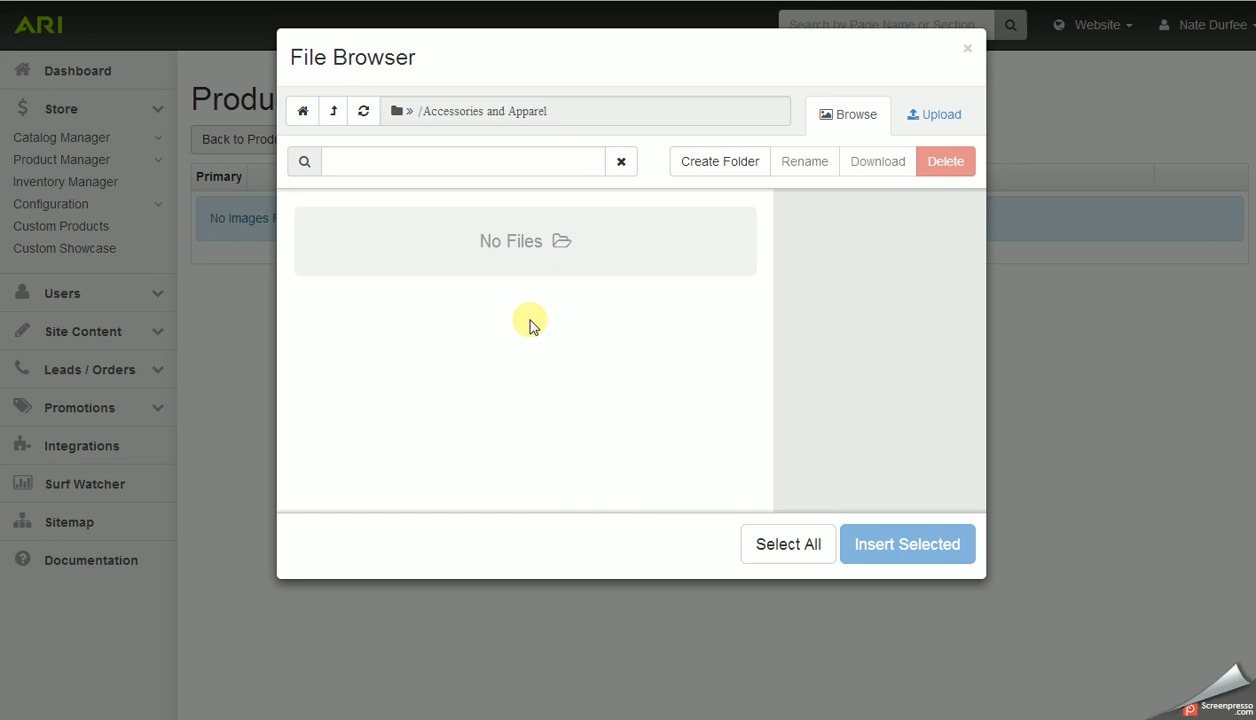 ARI
Search by Page Name or Section
Website
Nate Durfee
Dashboard
Store
Catalog Manager
Product Manager
Inventory Manager
Configuration
Custom Products
Custom Showcase
Users
Site Content
Leads / Orders
Promotions
Integrations
Surf Watcher
Sitemap
Documentation
Produ
Back to Produ
Primary
No Images F
File Browser
×
/Accessories and Apparel
Browse
Upload
Create Folder
Rename
Download
Delete
No Files
Select All
Insert Selected
Screenpresso
.com